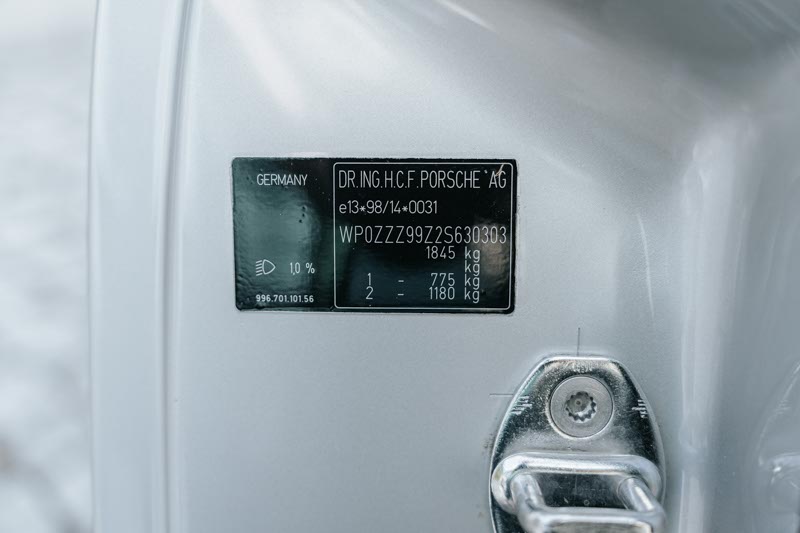 GERMANY
1,0 %
996.701.101.56
DR.ING.H.C.F.PORSCHE AG
e13*98/14*0031
WP0ZZZ99Z2S630303
1845 kg
kg
1 - 775 kg
2 - 1180 kg